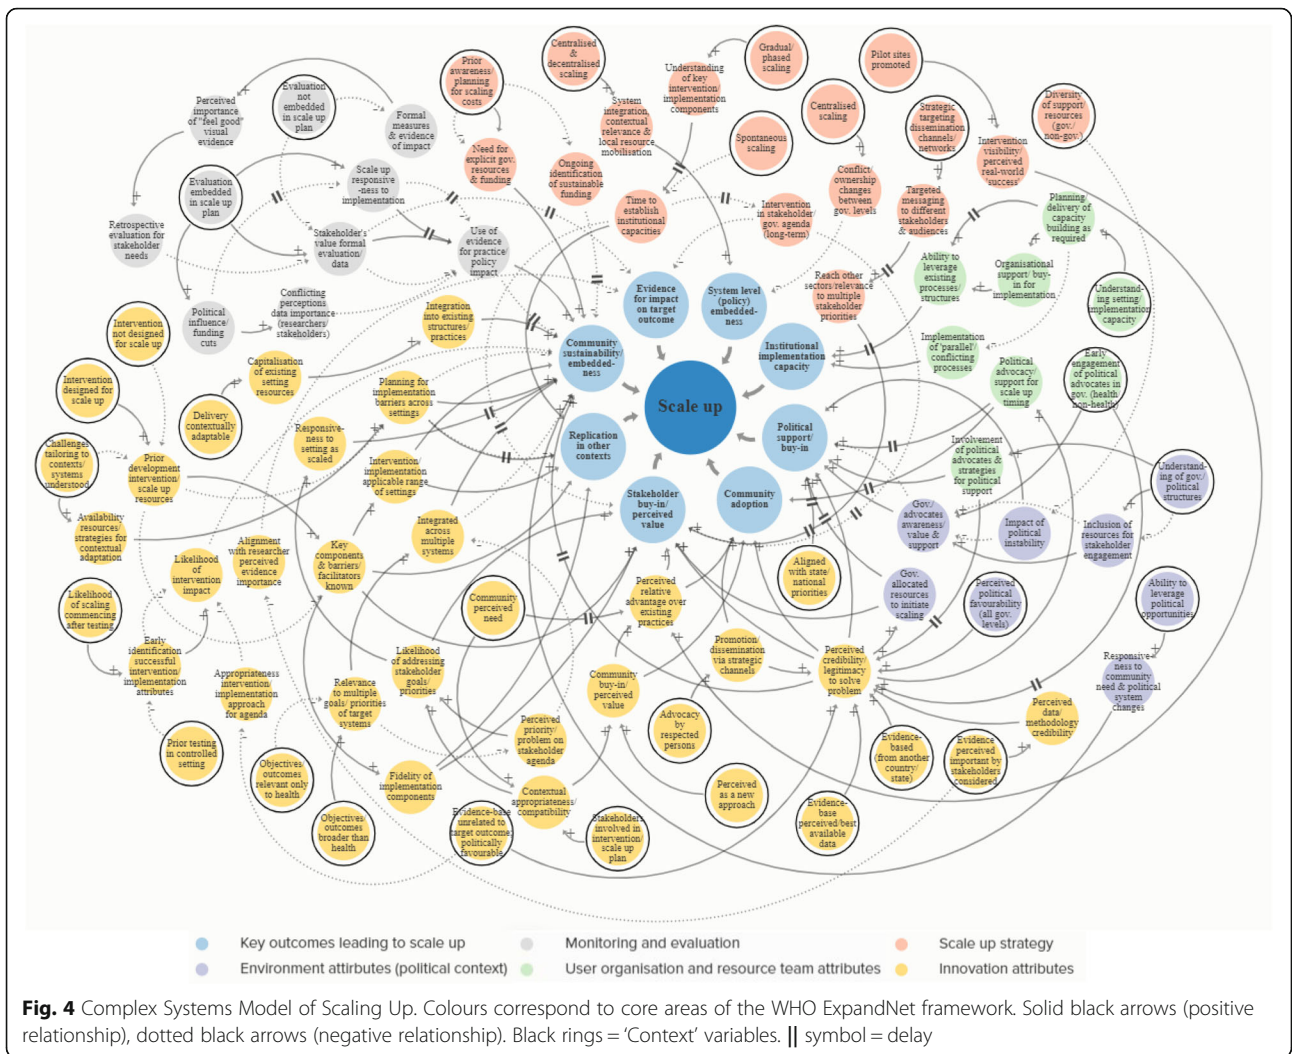 Centralised
&
decentralised
scaling
Gradual/
phased
scaling
Pilot sites
promoted
Prior
awareness/
planning
for scaling
costs
Understanding
of key
intervention/
implementation
components
Evaluation
not
embedded
in scale up
plan
Perceived
importance
of "feel good"
visual
evidence
Formal
measures
& evidence
of impact
System
integration,
contextual
relevance &
local resource
mobilisation
Centralised
scaling
Strategic
targeting
dissemination
channels/
networks
Diversity
of support/
resources
(gov./
non-gov.)
Spontaneous
scaling
Intervention
visibility/
perceived
real-world
'success'
Need for
explicit gov.
resources
& funding
Ongoing
identification
of sustainable
funding
Scale up
responsive
-ness to
implementation
Evaluation
embedded
in scale up
plan
Conflict/
ownership
changes
between
gov. levels
Targeted
messaging
to different
stakeholders
& audiences
Planning
delivery of
capacity
building as
required
Time to
establish
institutional
capacities
Intervention
in stakeholder/
gov. agenda
(long-term)
Retrospective
evaluation for
stakeholder
needs
Stakeholder's
value formal
evaluation/
data
Use of
evidence
for practice/
policy
impact
Ability to
leverage
existing
processes/
structures
Organisational
support/ buy-
in for
implementation
Understand-
ing setting/
implementation
capacity
Reach other
sectors/relevance
to multiple
stakeholder
priorities
Evidence
for impact
on target
outcome
System level
(policy)
embedded-
ness
Political
influence/
funding
cuts
Conflicting
perceptions
data importance
(researchers/
stakeholders)
Integration
into existing
structures/
practices
Intervention
not designed
for scale up
Community
sustainability/
embedded-
ness
Institutional
implementation
capacity
Implementation
of 'parallel'/
conflicting
processes
Political
advocacy/
support for
scale up
timing
Early
engagement
of political
advocates in
gov. (health
non-health)
Capitalisation
of existing
setting
resources
Planning for
implementation
barriers across
settings
Intervention
designed for
scale up
Delivery
contextually
adaptable
Scale up
Responsive-
ness to
setting as
scaled
Replication
in other
contexts
Political
support/
buy-in
Involvement
of political
advocates &
strategies
for political
support
Challenges
tailoring to
contexts/
systems
understood
Prior
development
intervention/
scale up
resources
Intervention/
implementation
applicable range
of settings
Understand-
ing of gov./
political
structures
Stakeholder
buy-in/
perceived
value
Community
adoption
Gov./
advocates
awareness/
value &
support
Impact of
political
instability
Inclusion of
resources for
stakeholder
engagement
Availability
resources/
strategies for
contextual
adaptation
Integrated
across
multiple
systems
Alignment
with researcher
perceived
evidence
importance
Key
components
& barriers/
facilitators
known
Likelihood
of
intervention
impact
Aligned
with state/
national
priorities
Gov.
allocated
resources
to initiate
scaling
Perceived
political
favourability
(all gov.
levels)
Ability to
leverage
political
opportunities
Likelihood
of scaling
commencing
after testing
Community
perceived
need
Perceived
relative
advantage over
existing
practices
Early
identification
successful
intervention/
implementation
attributes
Likelihood
of addressing
stakeholder
goals/
priorities
Promotion/
dissemination
via strategic
channels
Perceived
credibility/
legitimacy
to solve
problem
Responsive-
ness to
community
need & political
system
changes
Appropriateness
intervention/
implementation
approach
for agenda
Relevance
to multiple
goals/ priorities
of target
systems
Community
buy-in/
perceived
value
Perceived
data/
methodology
credibility
Prior testing
in controlled
setting
Perceived
priority/
problem on
stakeholder
agenda
Advocacy
by
respected
persons
Evidence-
based
(from another
country/
state)
Evidence
perceived
important by
stakeholders
considered
Objectives/
outcomes
relevant only
to health
Fidelity of
implementation
components
Contextual
appropriateness/
compatibility
Perceived
as a new
approach
Objectives/
outcomes
broader than
health
Evidence-base
unrelated to
target outcome;
politically
favourable
Stakeholders
involved in
intervention/
scale up
plan
Evidence-
base
perceived/best
available
data
Key outcomes leading to scale up
Monitoring and evaluation
Scale up strategy
Environment attirbutes (political context)
User organisation and resource team attributes
Innovation attributes
Fig. 4 Complex Systems Model of Scaling Up. Colours correspond to core areas of the WHO ExpandNet framework. Solid black arrows (positive
relationship), dotted black arrows (negative relationship). Black rings = 'Context' variables. || symbol = delay